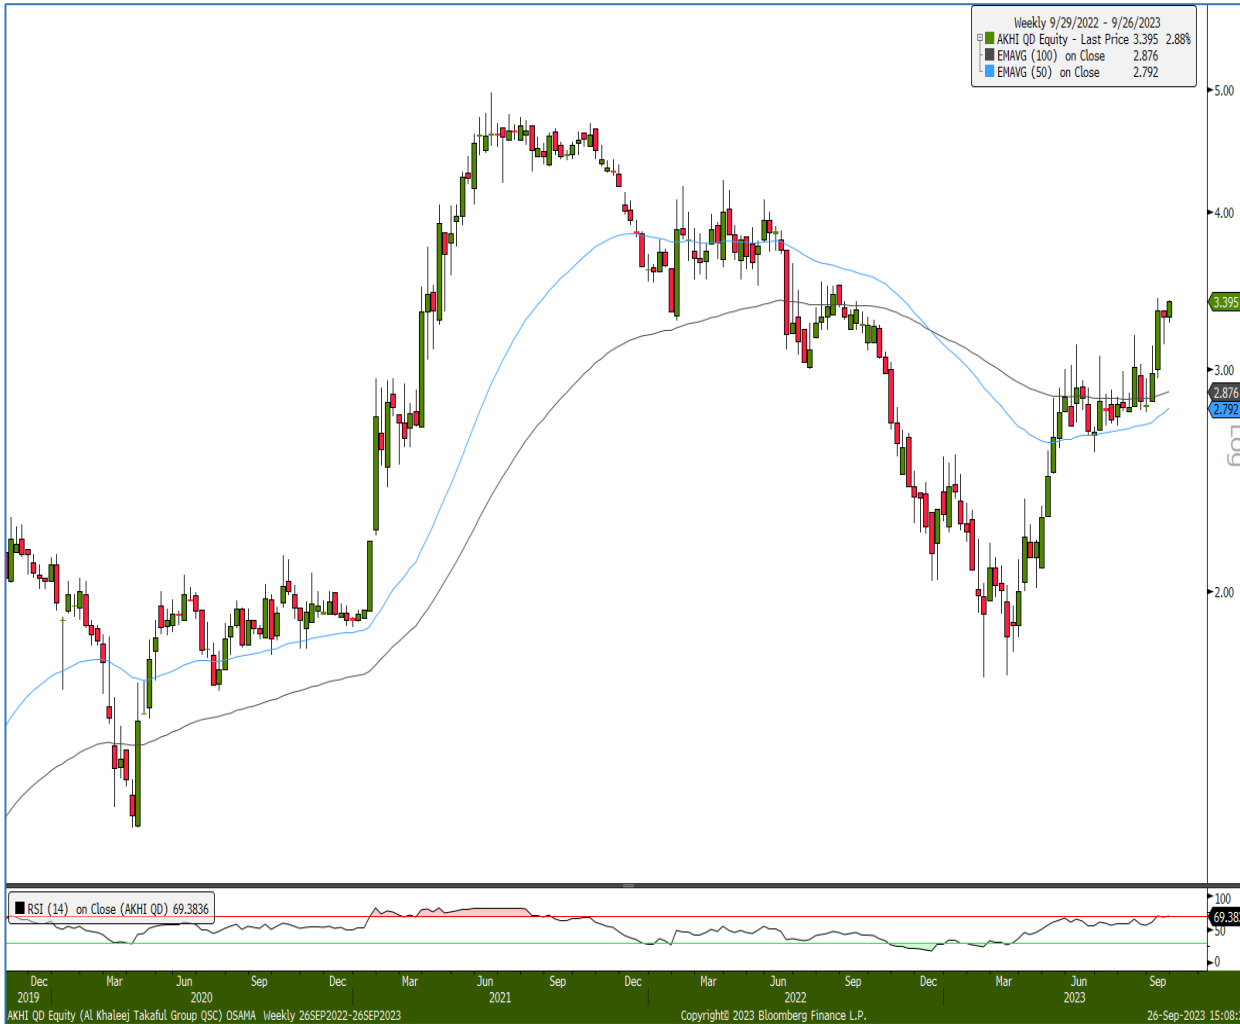 Weekly 9/29/2022 - 9/26/2023
AKHI QD Equity - Last Price 3.395 2.88%
EMAVG (100) on Close 2.876
EMAVG (50) on Close 2.792
5.00
4.00
3.395
3.00
2.876
2.792
Log
2.00
RSI (14) on Close (AKHI QD) 69.3836
100
69.383
50
0
Dec Mar Jun Sep Dec Mar Jun Sep Dec Mar Jun Sep Dec Mar Jun Sep
2019 2020 2021 2022 2023
AKHI QD Equity (Al Khaleej Takaful Group QSC) OSAMA Weekly 26SEP2022-26SEP2023 Copyright© 2023 Bloomberg Finance L.P. 26-Sep-2023 15:08: